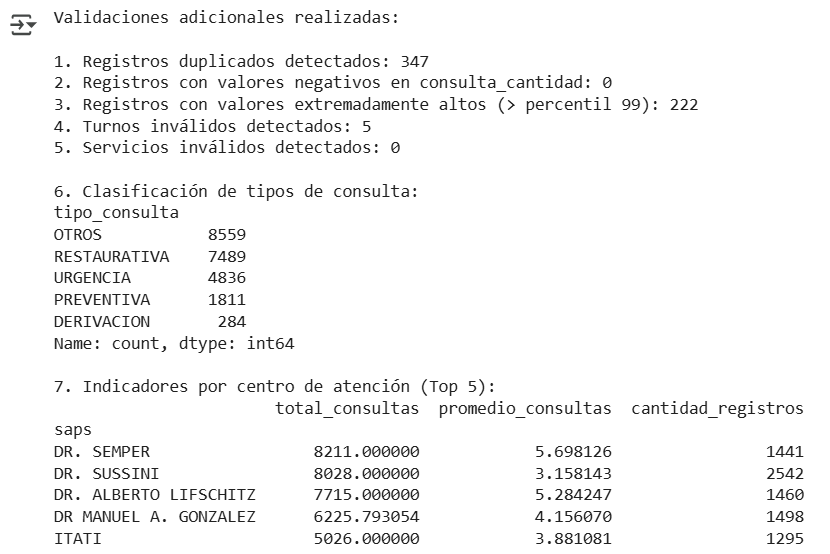 Validaciones adicionales realizadas:
1. Registros duplicados detectados: 347
2. Registros con valores negativos en consulta_cantidad: 0
3. Registros con valores extremadamente altos (> percentil 99): 222
4. Turnos inválidos detectados: 5
5. Servicios inválidos detectados: 0
6. Clasificación de tipos de consulta:
tipo_consulta
OTROS 8559
RESTAURATIVA 7489
URGENCIA 4836
PREVENTIVA 1811
DERIVACION 284
Name: count, dtype: int64
7. Indicadores por centro de atención (Top 5):
total_consultas promedio_consultas cantidad_registros
saps
DR. SEMPER 8211.000000 5.698126 1441
DR. SUSSINI 8028.000000 3.158143 2542
DR. ALBERTO LIFSCHITZ 7715.000000 5.284247 1460
DR MANUEL A. GONZALEZ 6225.793054 4.156070 1498
ITATI 5026.000000 3.881081 1295